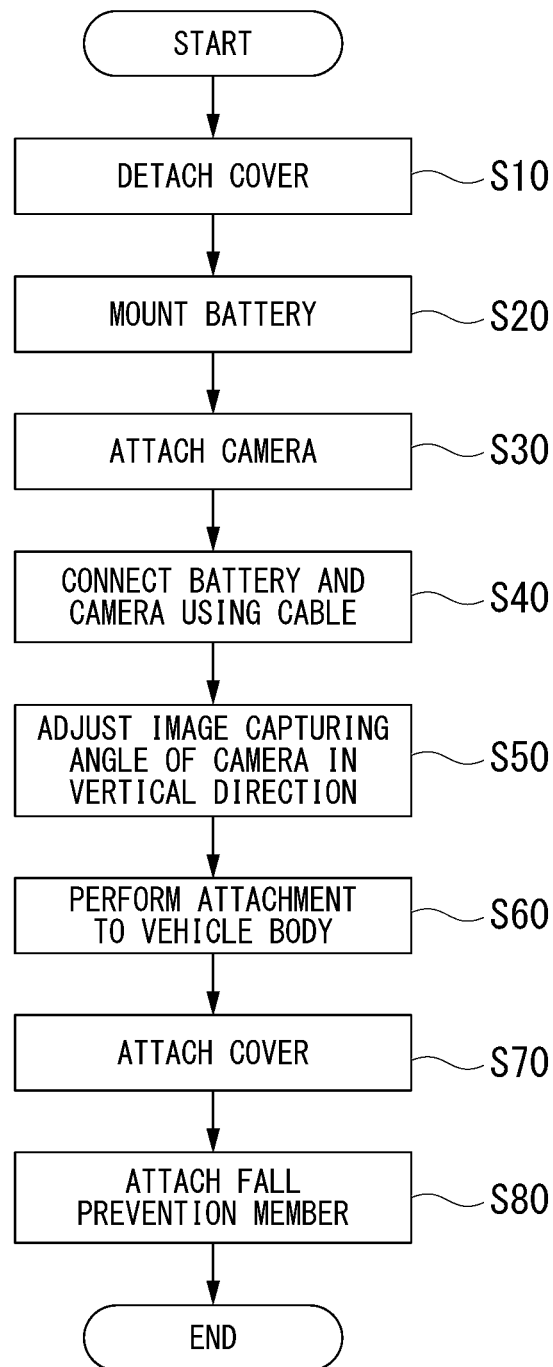 START
DETACH COVER
S10
MOUNT BATTERY
S20
ATTACH CAMERA
S30
CONNECT BATTERY AND
CAMERA USING CABLE
S40
ADJUST IMAGE CAPTURING
ANGLE OF CAMERA IN
VERTICAL DIRECTION
S50
PERFORM ATTACHMENT
TO VEHICLE BODY
S60
ATTACH COVER
S70
ATTACH FALL
PREVENTION MEMBER
S80
END